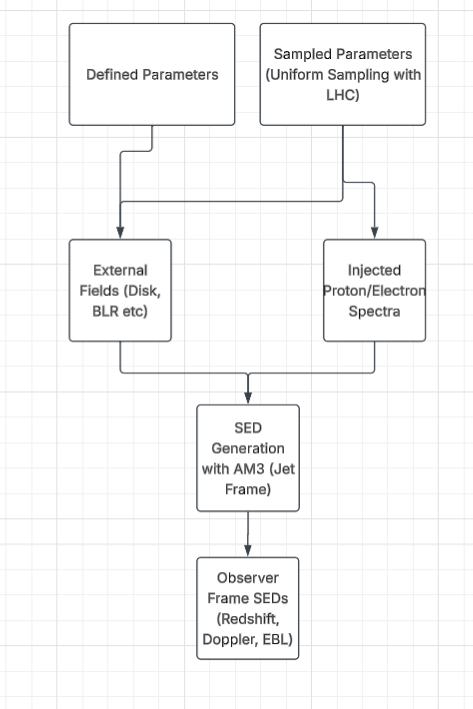 Defined Parameters
Sampled Parameters
(Uniform Sampling with
LHC)
External
Fields (Disk,
BLR etc)
Injected
Proton/Electron
Spectra
SED
Generation
with AM3 (Jet
Frame)
Observer
Frame SEDs
(Redshift,
Doppler, EBL)